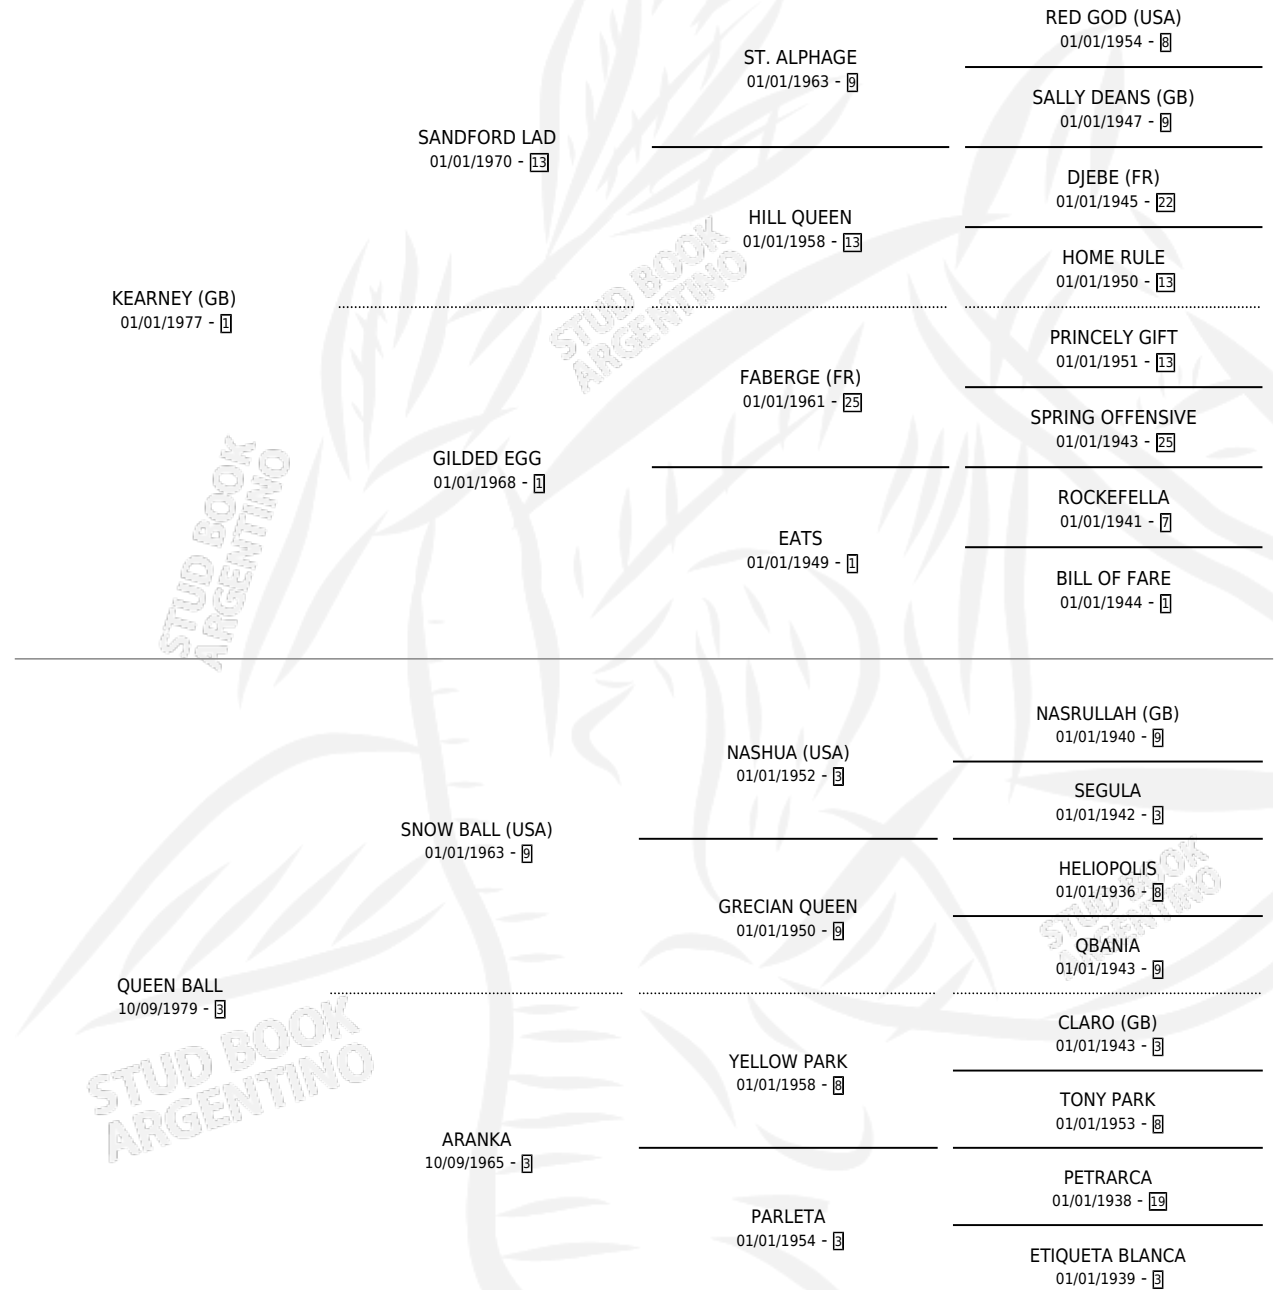 RED GOD (USA)
01/01/1954 - 8
ST. ALPHAGE
01/01/1963 - 9
SALLY DEANS (GB)
01/01/1947 - 9
SANDFORD LAD
01/01/1970 - 13
DJEBE (FR)
01/01/1945 - 22
HILL QUEEN
01/01/1958 - 13
HOME RULE
01/01/1950 - 13
KEARNEY (GB)
01/01/1977 - 1
STUD BOOK
ARGENTINO
PRINCELY GIFT
01/01/1951 - 13
FABERGE (FR)
01/01/1961 - 25
SPRING OFFENSIVE
01/01/1943 - 25
GILDED EGG
01/01/1968 - 1
ROCKEFELLA
01/01/1941 - 7
EATS
01/01/1949 - 1
BILL OF FARE
01/01/1944 - 1
STUD BOOK
ARGENTINO
NASRULLAH (GB)
01/01/1940 - 9
NASHUA (USA)
01/01/1952 - 3
SEGULA
01/01/1942 - 3
SNOW BALL (USA)
01/01/1963 - 9
HELIOPOLIS
01/01/1936 - 8
GRECIAN QUEEN
01/01/1950 - 9
STUD BOOK
ARGENTINO
QBANIA
01/01/1943 - 9
QUEEN BALL
10/09/1979 - 3
CLARO (GB)
01/01/1943 - 3
YELLOW PARK
01/01/1958 - 8
STUD BOOK
ARGENTINO
TONY PARK
01/01/1953 - 8
ARANKA
10/09/1965 - 3
PETRARCA
01/01/1938 - 19
PARLETA
01/01/1954 - 3
ETIQUETA BLANCA
01/01/1939 - 3